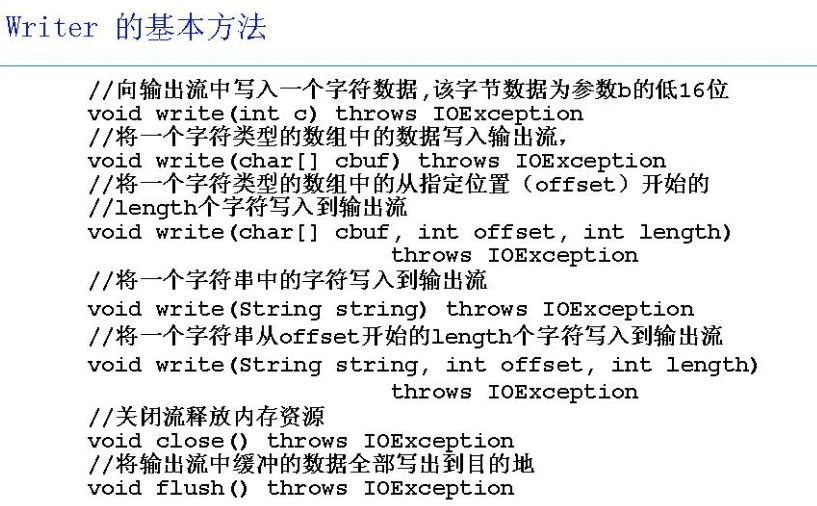 Writer 的基本方法
//向输出流中写入一个字符数据,该字节数据为参数b的低16位
void write(int c) throws IOException
//将一个字符类型的数组中的数据写入输出流，
void write(char[] cbuf) throws IOException
//将一个字符类型的数组中的从指定位置（offset）开始的
//length个字符写入到输出流
void write(char[] cbuf, int offset, int length)
throws IOException
//将一个字符串中的字符写入到输出流
void write(String string) throws IOException
//将一个字符串从offset开始的length个字符写入到输出流
void write(String string, int offset, int length)
throws IOException
//关闭流释放内存资源
void close() throws IOException
//将输出流中缓冲的数据全部写出到目的地
void flush() throws IOException